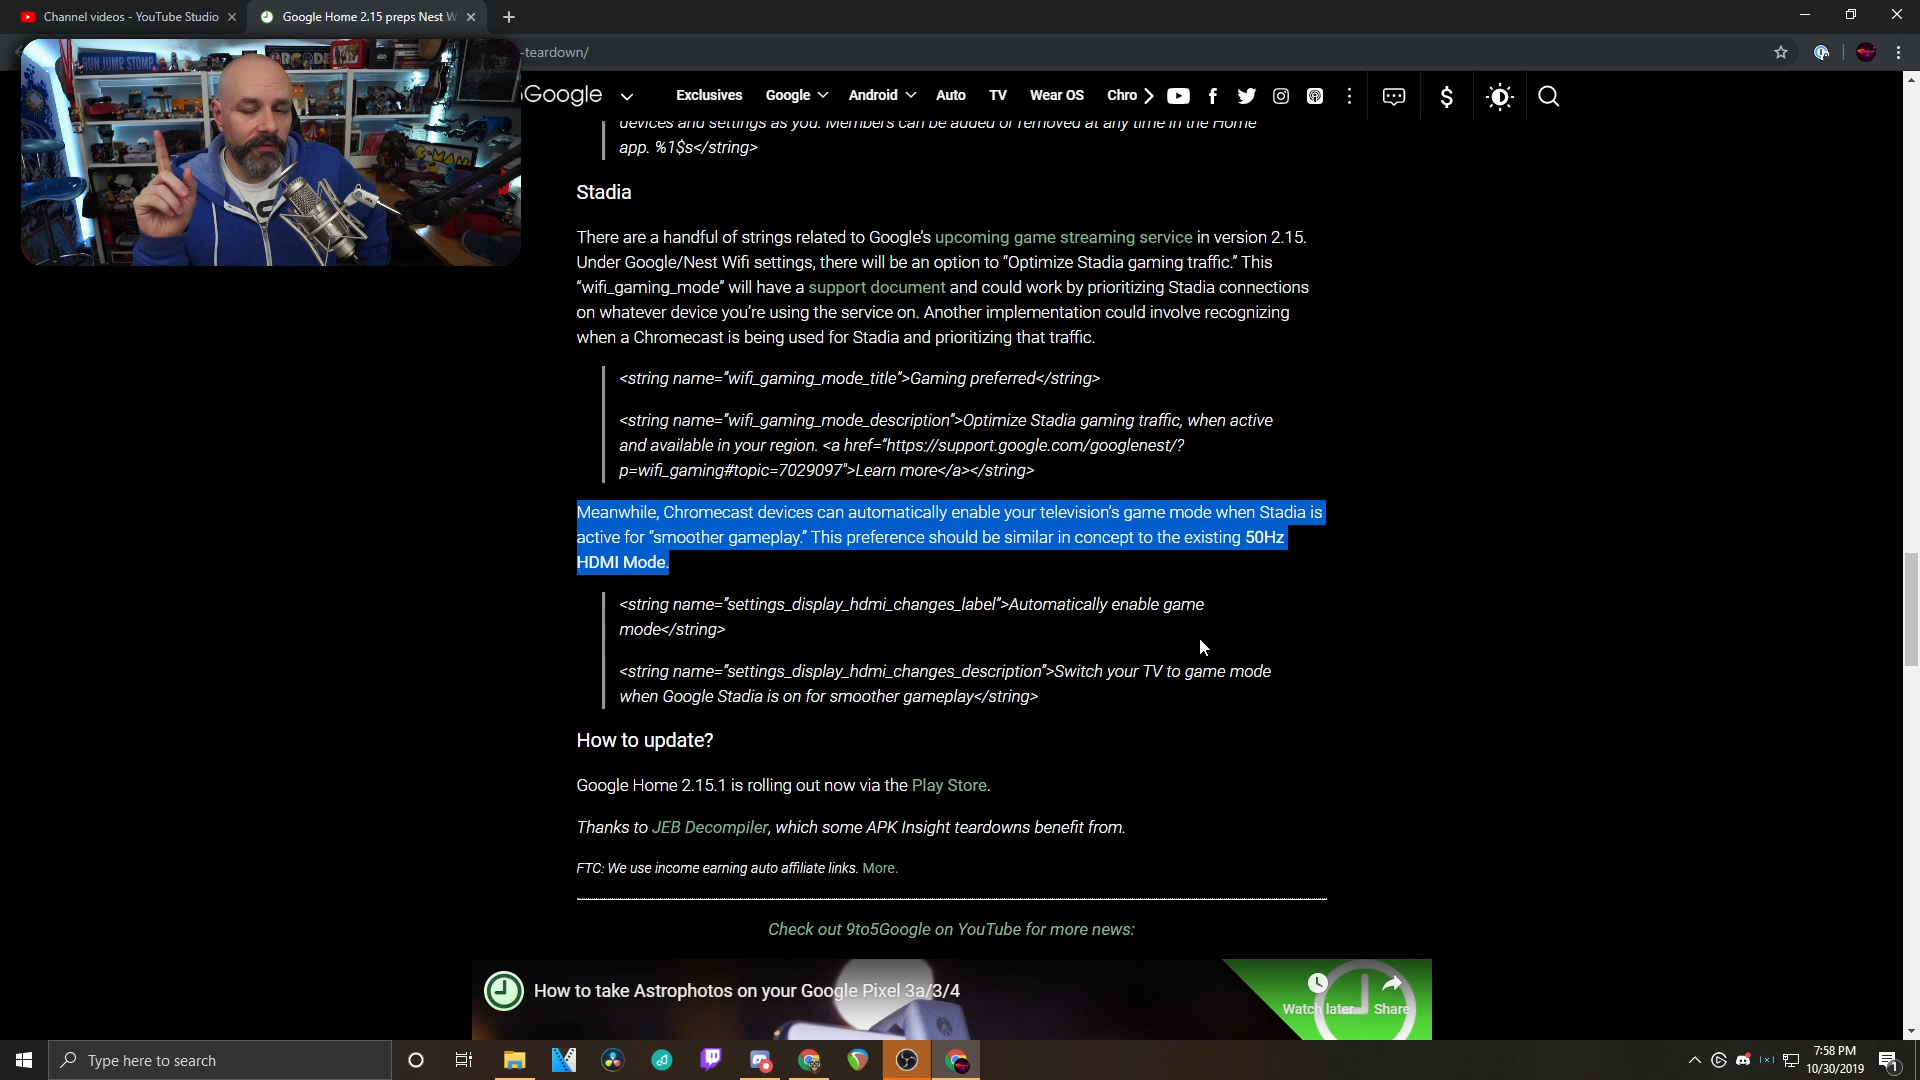 Channel videos - YouTube Studio
Google Home 2.15 preps Nest W
-teardown/
RUN JUMP STOMP
Google
Exclusives
Google
Android
Auto
TV
Wear OS
Chro
devices and settings as you. Members can be added or removed at any time in the Home
app. %1$s</string>
Stadia
There are a handful of strings related to Google's upcoming game streaming service in version 2.15.
Under Google/Nest Wifi settings, there will be an option to “Optimize Stadia gaming traffic.” This
“wifi_gaming_mode” will have a support document and could work by prioritizing Stadia connections
on whatever device you're using the service on. Another implementation could involve recognizing
when a Chromecast is being used for Stadia and prioritizing that traffic.
<string name=”wifi_gaming_mode_title”>Gaming preferred</string>
<string name=”wifi_gaming_mode_description”>Optimize Stadia gaming traffic, when active
and available in your region. <a href=”https://support.google.com/googlenest/?
p=wifi_gaming#topic=7029097″>Learn more</a></string>
Meanwhile, Chromecast devices can automatically enable your television's game mode when Stadia is
active for “smoother gameplay.” This preference should be similar in concept to the existing 50Hz
HDMI Mode.
<string name=”settings_display_hdmi_changes_label”>Automatically enable game
mode</string>
<string name=”settings_display_hdmi_changes_description”>Switch your TV to game mode
when Google Stadia is on for smoother gameplay</string>
How to update?
Google Home 2.15.1 is rolling out now via the Play Store.
Thanks to JEB Decompiler, which some APK Insight teardowns benefit from.
FTC: We use income earning auto affiliate links. More.
Check out 9to5Google on YouTube for more news:
How to take Astrophotos on your Google Pixel 3a/3/4
Watch later
Share
Type here to search
7:58 PM
10/30/2019
1